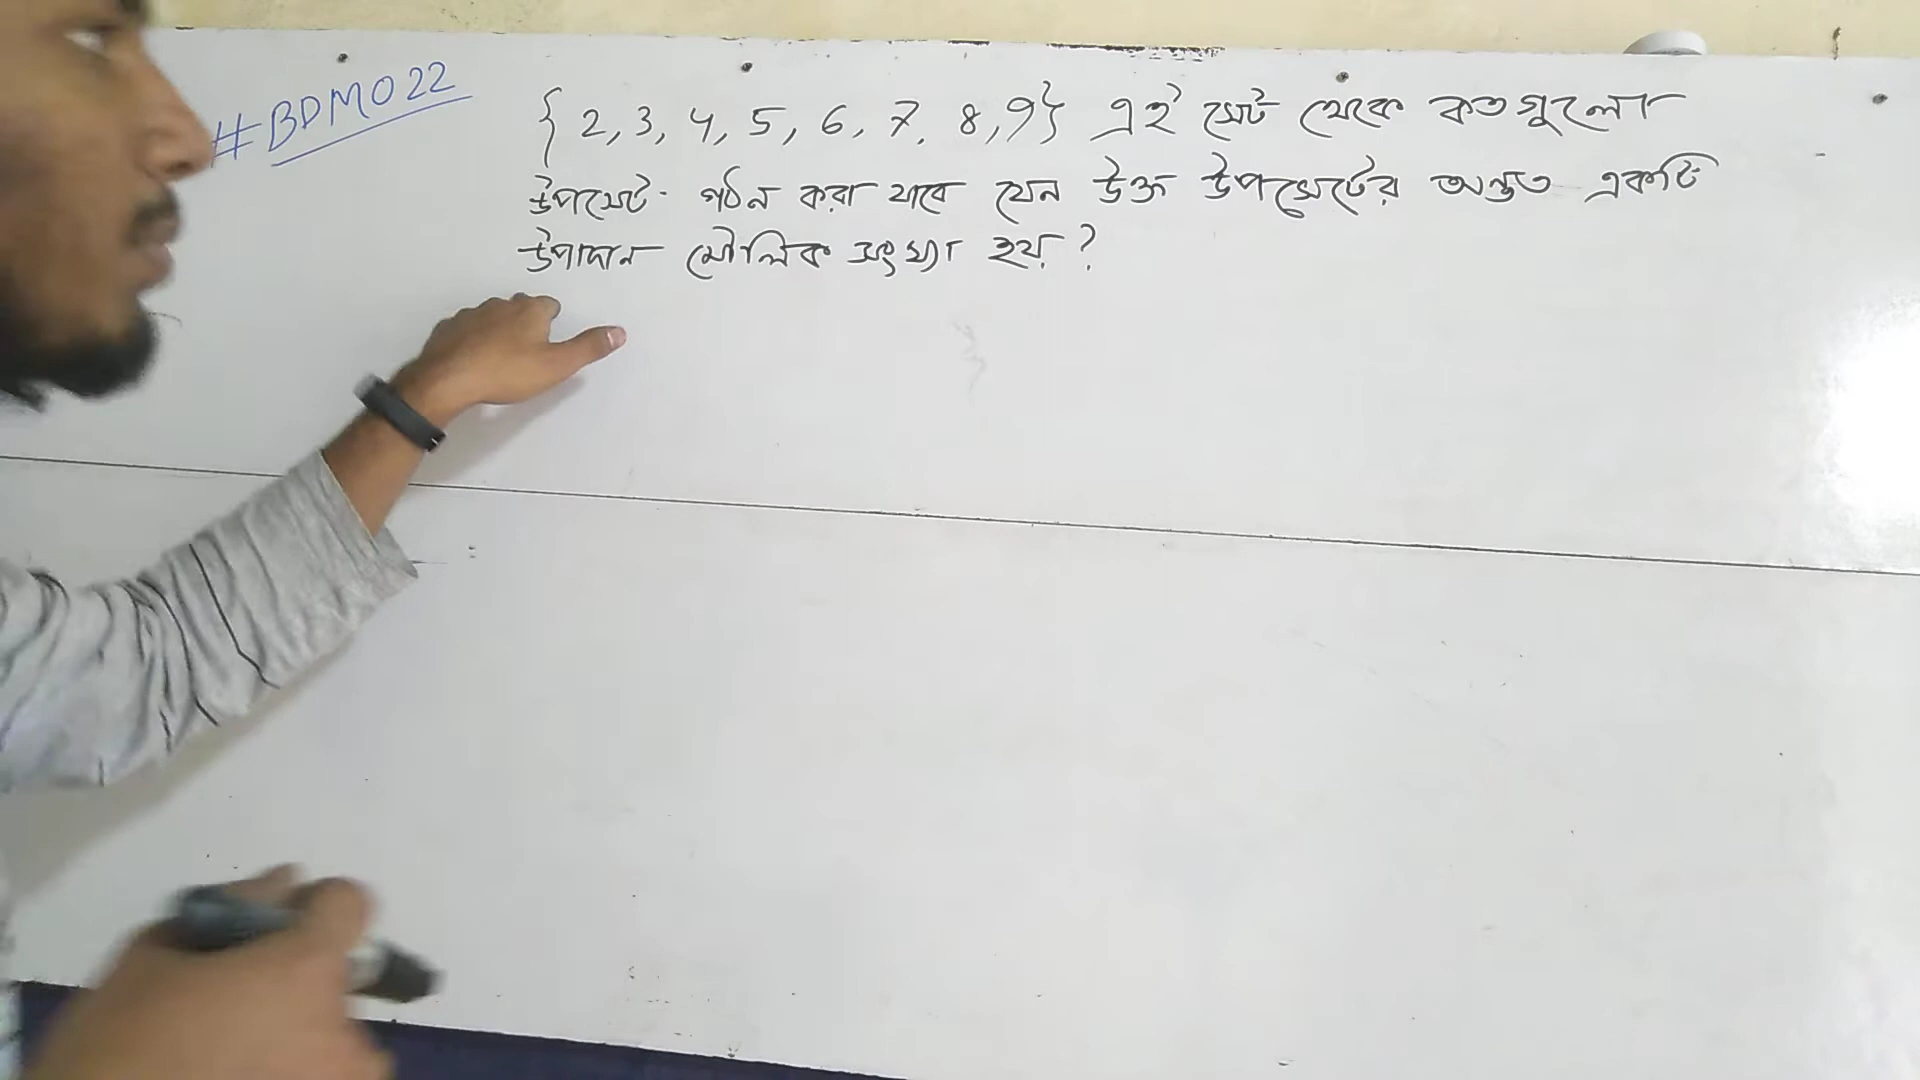 #BDMO22
{2, 3, 4, 5, 6, 7, 8, 9} এই সেট থেকে কতগুলো
উপসেট গঠন করা যাবে যেন উক্ত উপসেটের অন্তত একটি
উপাদান মৌলিক সংখ্যা হয়?